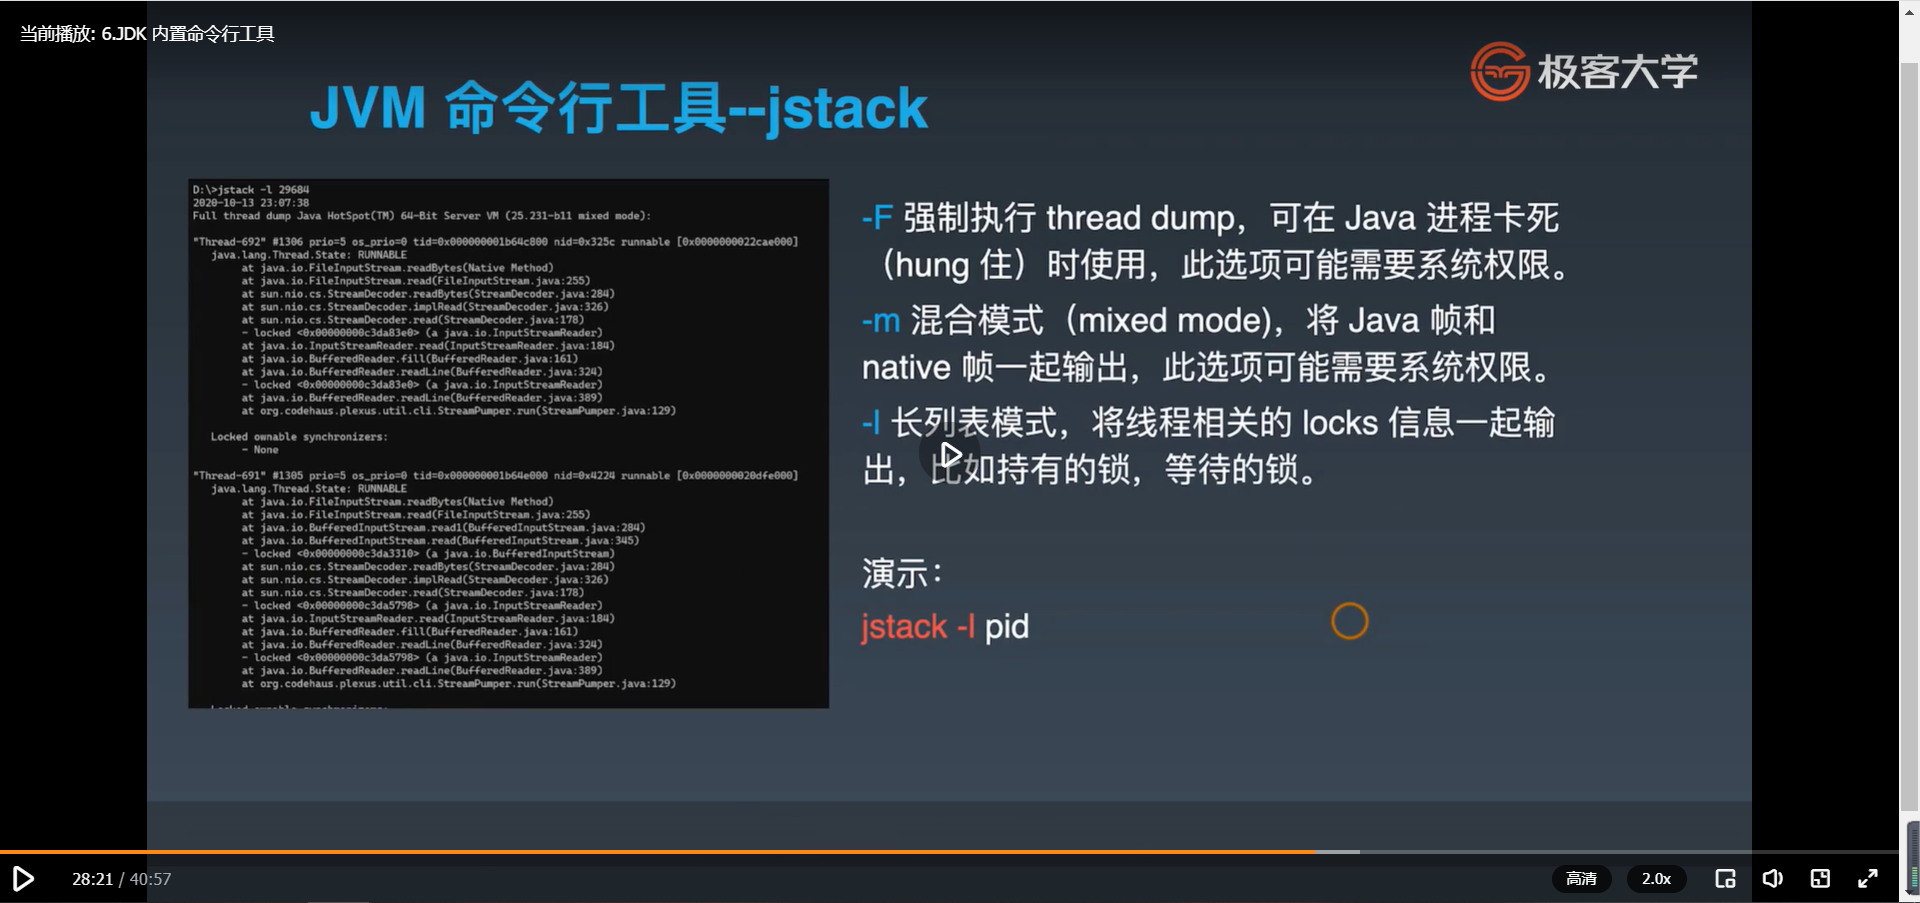 当前播放: 6.JDK 内置命令行工具
极客大学
JVM 命令行工具--jstack
D:\>jstack -l 29684
2020-10-13 23:07:38
Full thread dump Java HotSpot(TM) 64-Bit Server VM (25.231-b11 mixed mode):
"Thread-692" #1306 prio=5 os_prio=0 tid=0x000000001b64c800 nid=0x325c runnable [0x0000000022cae000]
java.lang.Thread.State: RUNNABLE
at java.io.FileInputStream.readBytes(Native Method)
at java.io.FileInputStream.read(FileInputStream.java:255)
at sun.nio.cs.StreamDecoder.readBytes(StreamDecoder.java:284)
at sun.nio.cs.StreamDecoder.implRead(StreamDecoder.java:326)
at sun.nio.cs.StreamDecoder.read(StreamDecoder.java:178)
- locked <0x00000000c3da83e0> (a java.io.InputStreamReader)
at java.io.InputStreamReader.read(InputStreamReader.java:184)
at java.io.BufferedReader.fill(BufferedReader.java:161)
at java.io.BufferedReader.readLine(BufferedReader.java:324)
- locked <0x00000000c3da83e0> (a java.io.InputStreamReader)
at java.io.BufferedReader.readLine(BufferedReader.java:389)
at org.codehaus.plexus.util.cli.StreamPumper.run(StreamPumper.java:129)
Locked ownable synchronizers:
- None
"Thread-691" #1305 prio=5 os_prio=0 tid=0x000000001b64e000 nid=0x4224 runnable [0x0000000020dfe000]
java.lang.Thread.State: RUNNABLE
at java.io.FileInputStream.readBytes(Native Method)
at java.io.FileInputStream.read(FileInputStream.java:255)
at java.io.BufferedInputStream.read1(BufferedInputStream.java:284)
at java.io.BufferedInputStream.read(BufferedInputStream.java:345)
- locked <0x00000000c3da3310> (a java.io.BufferedInputStream)
at sun.nio.cs.StreamDecoder.readBytes(StreamDecoder.java:284)
at sun.nio.cs.StreamDecoder.implRead(StreamDecoder.java:326)
at sun.nio.cs.StreamDecoder.read(StreamDecoder.java:178)
- locked <0x00000000c3da5798> (a java.io.InputStreamReader)
at java.io.InputStreamReader.read(InputStreamReader.java:184)
at java.io.BufferedReader.fill(BufferedReader.java:161)
at java.io.BufferedReader.readLine(BufferedReader.java:324)
- locked <0x00000000c3da5798> (a java.io.InputStreamReader)
at java.io.BufferedReader.readLine(BufferedReader.java:389)
at org.codehaus.plexus.util.cli.StreamPumper.run(StreamPumper.java:129)
Locked ownable synchronizers:
-F 强制执行 thread dump，可在 Java 进程卡死
（hung 住）时使用，此选项可能需要系统权限。
-m 混合模式（mixed mode)，将 Java 帧和
native 帧一起输出，此选项可能需要系统权限。
-l 长列表模式，将线程相关的 locks 信息一起输
出，比如持有的锁，等待的锁。
演示：
jstack -l pid
28:21 / 40:57
高清
2.0x